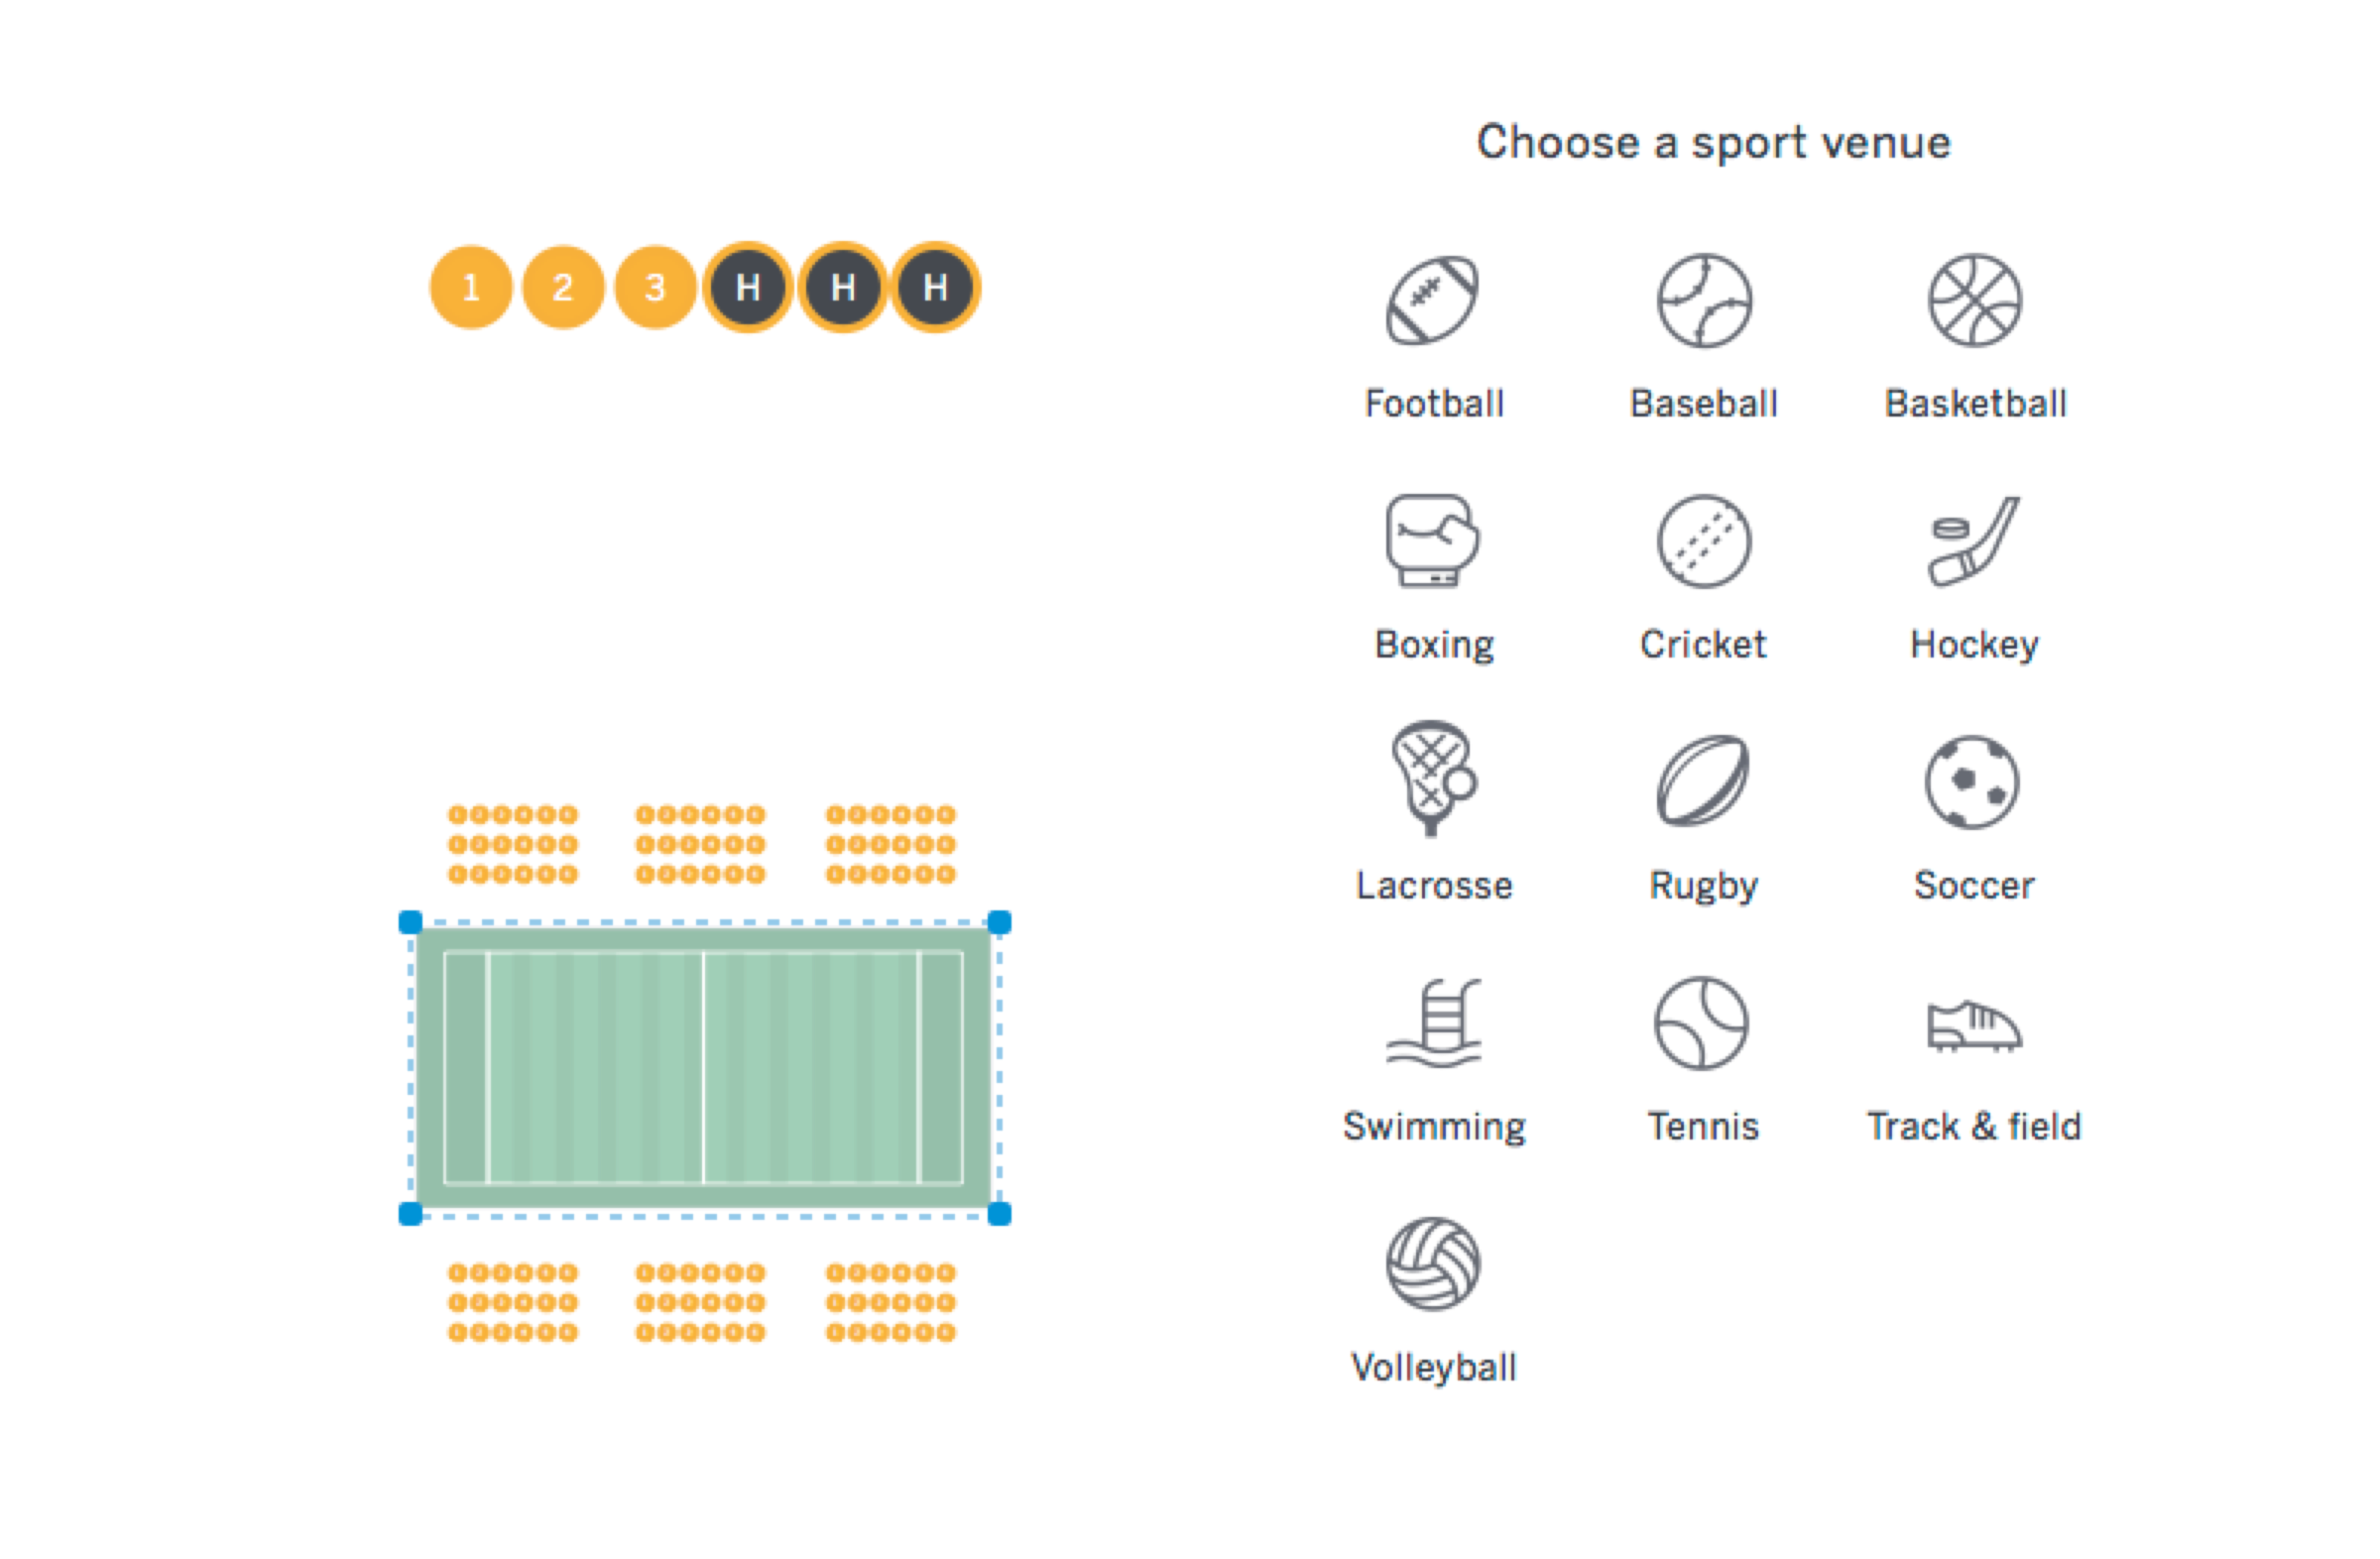 Choose a sport venue
1 2 3 H H H
Football Baseball Basketball
Boxing Cricket Hockey
Lacrosse Rugby Soccer
Swimming Tennis Track & field
Volleyball